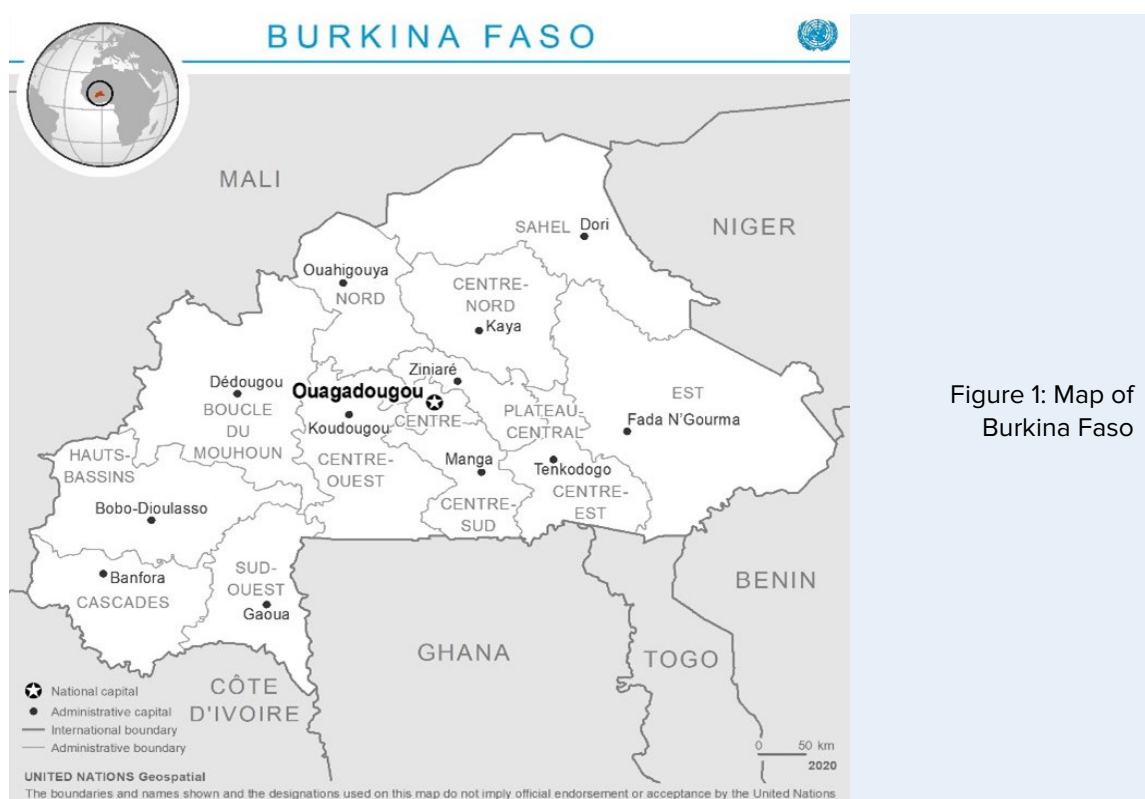 BURKINA FASO
MALI
NIGER
SAHEL
Dori
Ouahigouya
NORD
CENTRE-
NORD
Kaya
Ziniaré
Dédougou
Ouagadougou
EST
BOUCLE
DU
MOUHOUN
Koudougou
CENTRE
PLATEAU-
CENTRAL
Fada N'Gourma
HAUTS-
BASSINS
CENTRE-
OUEST
Manga
Tenkodogo
CENTRE-
EST
Bobo-Dioulasso
CENTRE-
SUD
Banfora
CASCADES
SUD-
OUEST
Gaoua
BENIN
GHANA
TOGO
CÔTE
D'IVOIRE
National capital
Administrative capital
International boundary
Administrative boundary
0 50 km
2020
UNITED NATIONS Geospatial
The boundaries and names shown and the designations used on this map do not imply official endorsement or acceptance by the United Nations
Figure 1: Map of
Burkina Faso